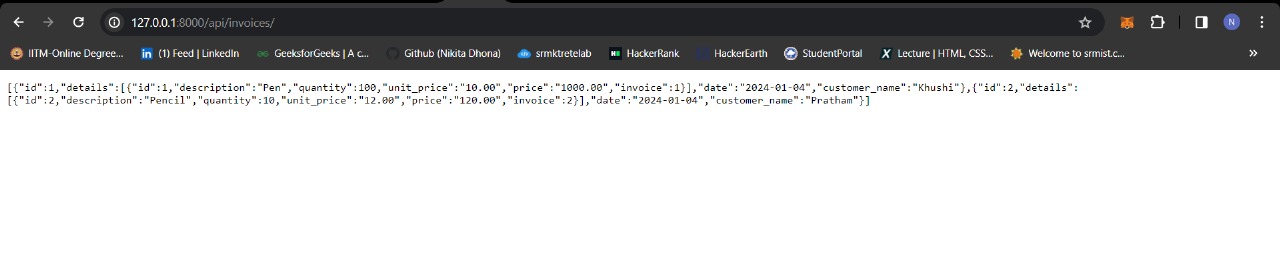 127.0.0.1:8000/api/invoices/
N
IITM-Online Degree... in (1) Feed | LinkedIn GeeksforGeeks | A c... Github (Nikita Dhona) srmktretelab HackerRank HackerEarth StudentPortal X Lecture | HTML, CSS... Welcome to srmist.c... »
[{"id":1,"details":[{"id":1,"description":"Pen","quantity":100,"unit_price":"10.00","price":"1000.00","invoice":1}],"date":"2024-01-04","customer_name":"Khushi"},{"id":2,"details":
[{"id":2,"description":"Pencil","quantity":10,"unit_price":"12.00","price":"120.00","invoice":2}],"date":"2024-01-04","customer_name":"Pratham"}]